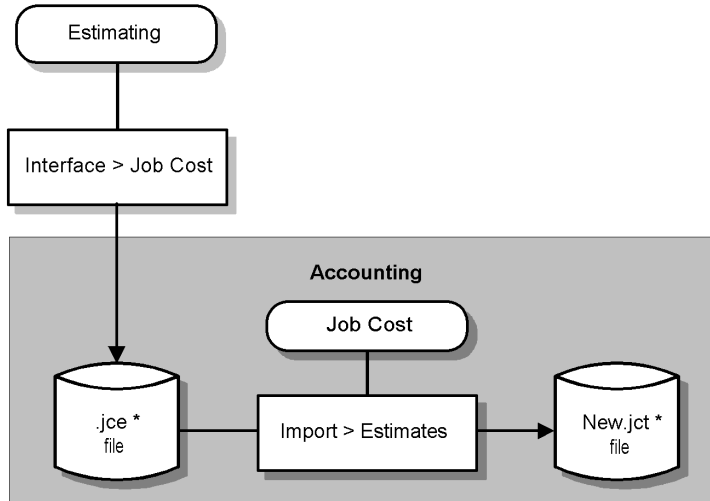 Estimating
Interface > Job Cost
Accounting
Job Cost
.jce *
file
Import > Estimates
New.jct *
file